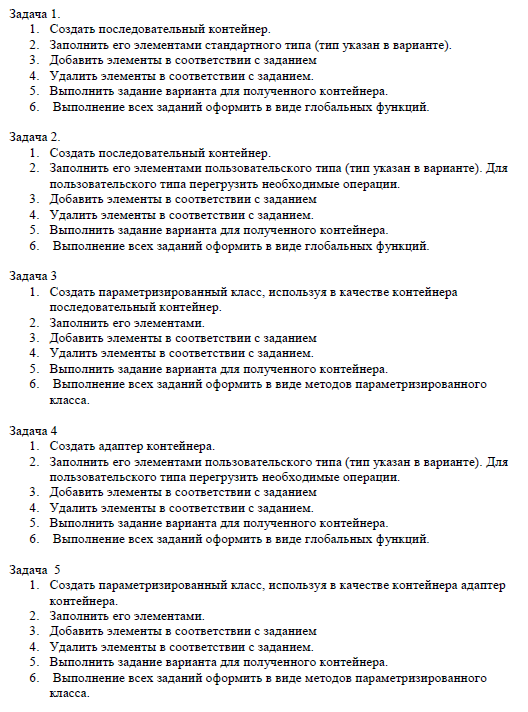 Задача 1.
1. Создать последовательный контейнер.
2. Заполнить его элементами стандартного типа (тип указан в варианте).
3. Добавить элементы в соответствии с заданием
4. Удалить элементы в соответствии с заданием.
5. Выполнить задание варианта для полученного контейнера.
6. Выполнение всех заданий оформить в виде глобальных функций.
Задача 2.
1. Создать последовательный контейнер.
2. Заполнить его элементами пользовательского типа (тип указан в варианте). Для
пользовательского типа перегрузить необходимые операции.
3. Добавить элементы в соответствии с заданием
4. Удалить элементы в соответствии с заданием.
5. Выполнить задание варианта для полученного контейнера.
6. Выполнение всех заданий оформить в виде глобальных функций.
Задача 3
1. Создать параметризированный класс, используя в качестве контейнера
последовательный контейнер.
2. Заполнить его элементами.
3. Добавить элементы в соответствии с заданием
4. Удалить элементы в соответствии с заданием.
5. Выполнить задание варианта для полученного контейнера.
6. Выполнение всех заданий оформить в виде методов параметризированного
класса.
Задача 4
1. Создать адаптер контейнера.
2. Заполнить его элементами пользовательского типа (тип указан в варианте). Для
пользовательского типа перегрузить необходимые операции.
3. Добавить элементы в соответствии с заданием
4. Удалить элементы в соответствии с заданием.
5. Выполнить задание варианта для полученного контейнера.
6. Выполнение всех заданий оформить в виде глобальных функций.
Задача 5
1. Создать параметризированный класс, используя в качестве контейнера адаптер
контейнера.
2. Заполнить его элементами.
3. Добавить элементы в соответствии с заданием
4. Удалить элементы в соответствии с заданием.
5. Выполнить задание варианта для полученного контейнера.
6. Выполнение всех заданий оформить в виде методов параметризированного
класса.